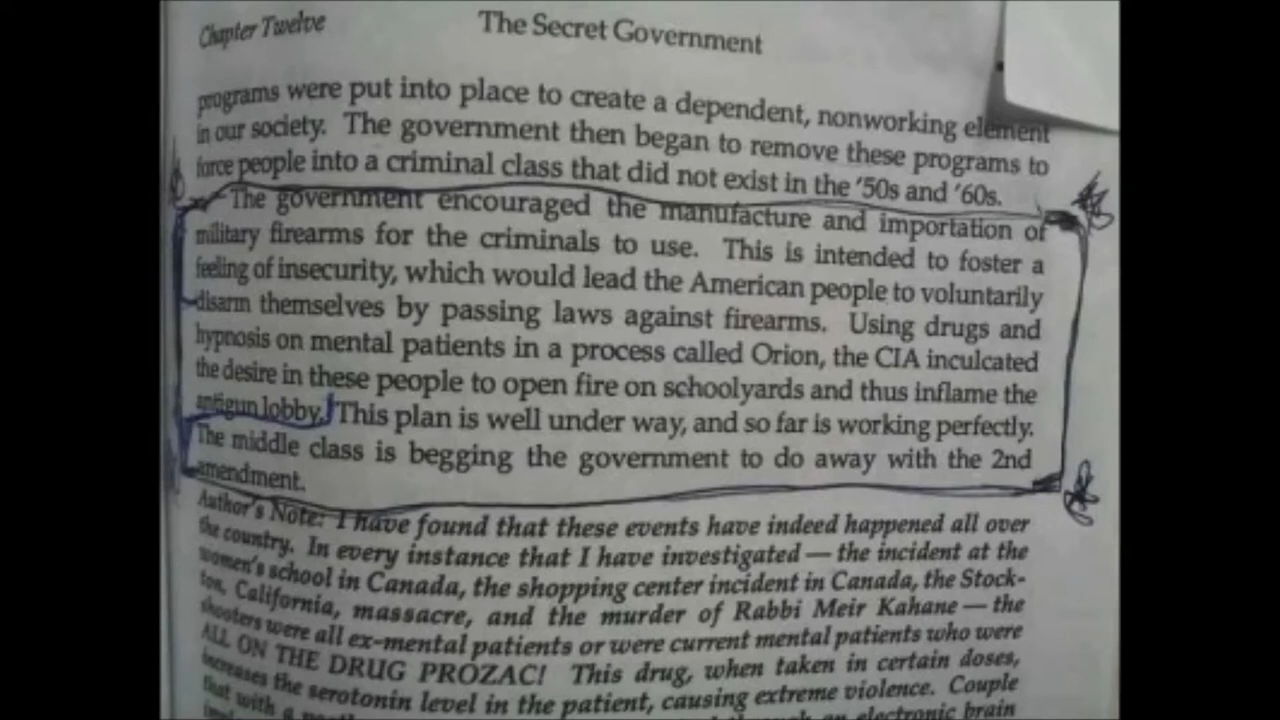 Chapter Twelve The Secret Government
programs were put into place to create a dependent, nonworking element
in our society. The government then began to remove these programs to
force people into a criminal class that did not exist in the '50s and '60s.
The government encouraged the manufacture and importation of
military firearms for the criminals to use. This is intended to foster a
feeling of insecurity, which would lead the American people to voluntarily
disarm themselves by passing laws against firearms. Using drugs and
hypnosis on mental patients in a process called Orion, the CIA inculcated
the desire in these people to open fire on schoolyards and thus inflame the
antigun lobby. This plan is well under way, and so far is working perfectly.
The middle class is begging the government to do away with the 2nd
amendment.
Author's Note: I have found that these events have indeed happened all over
the country. In every instance that I have investigated — the incident at the
women's school in Canada, the shopping center incident in Canada, the Stock-
ton, California, massacre, and the murder of Rabbi Meir Kahane — the
shooters were all ex-mental patients or were current mental patients who were
ALL ON THE DRUG PROZAC! This drug, when taken in certain doses,
increases the serotonin level in the patient, causing extreme violence. Couple
that with a electronic brain